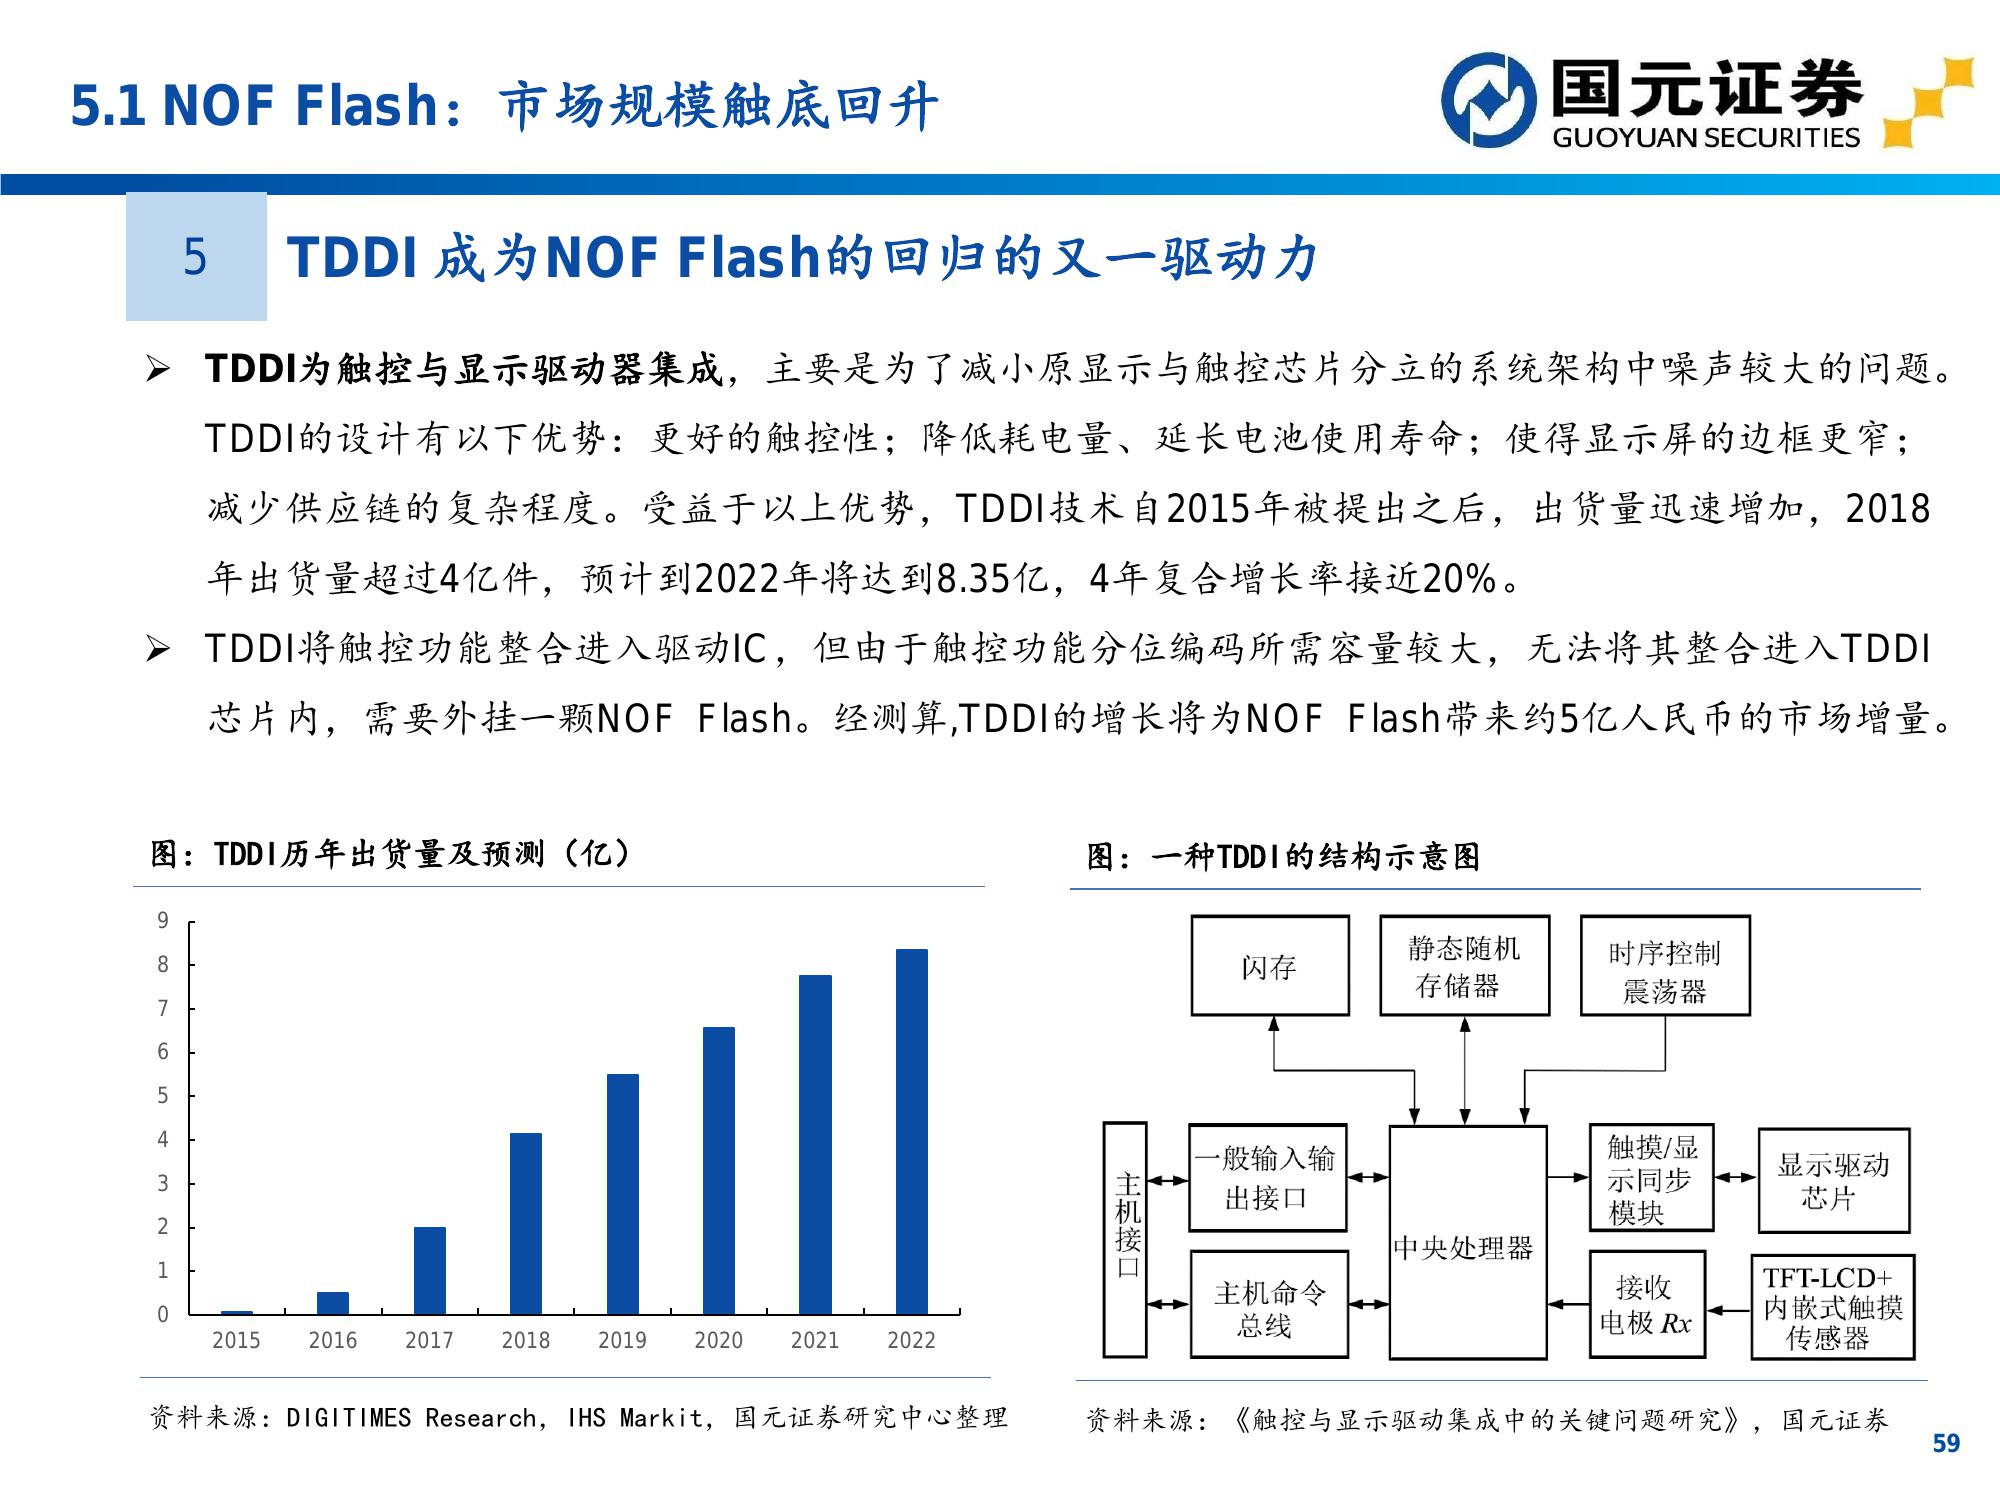 5.1 NOF Flash：市场规模触底回升
国元证券
GUOYUAN SECURITIES
5
TDDI 成为NOF Flash的回归的又一驱动力
➢ TDDI为触控与显示驱动器集成，主要是为了减小原显示与触控芯片分立的系统架构中噪声较大的问题。
TDDI的设计有以下优势：更好的触控性；降低耗电量、延长电池使用寿命；使得显示屏的边框更窄；
减少供应链的复杂程度。受益于以上优势，TDDI技术自2015年被提出之后，出货量迅速增加，2018
年出货量超过4亿件，预计到2022年将达到8.35亿，4年复合增长率接近20%。
➢ TDDI将触控功能整合进入驱动IC，但由于触控功能分位编码所需容量较大，无法将其整合进入TDDI
芯片内，需要外挂一颗NOF Flash。经测算,TDDI的增长将为NOF Flash带来约5亿人民币的市场增量。
图：TDDI历年出货量及预测（亿）
9
8
7
6
5
4
3
2
1
0
2015 2016 2017 2018 2019 2020 2021 2022
资料来源：DIGITIMES Research, IHS Markit, 国元证券研究中心整理
图：一种TDDI的结构示意图
闪存
静态随机
存储器
时序控制
震荡器
主机接口
一般输入输
出接口
主机命令
总线
中央处理器
触摸/显
示同步
模块
显示驱动
芯片
接收
电极 Rx
TFT-LCD+
内嵌式触摸
传感器
资料来源：《触控与显示驱动集成中的关键问题研究》，国元证券
59